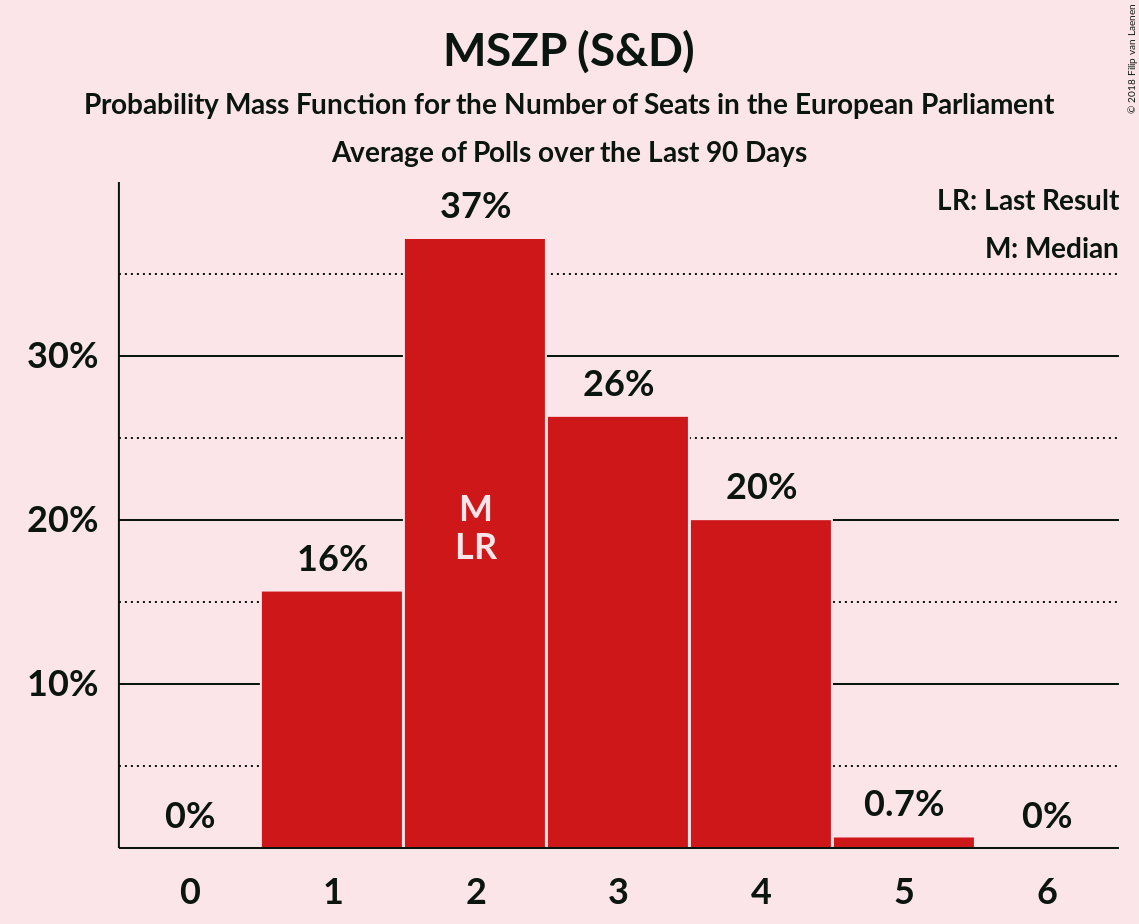 MSZP (S&D)
Probability Mass Function for the Number of Seats in the European Parliament
Average of Polls over the Last 90 Days
© 2018 Filip van Laenen
LR: Last Result
M: Median
37%
30%
26%
20%
20%
M
LR
16%
10%
0%
0.7%
0%
0
1
2
3
4
5
6